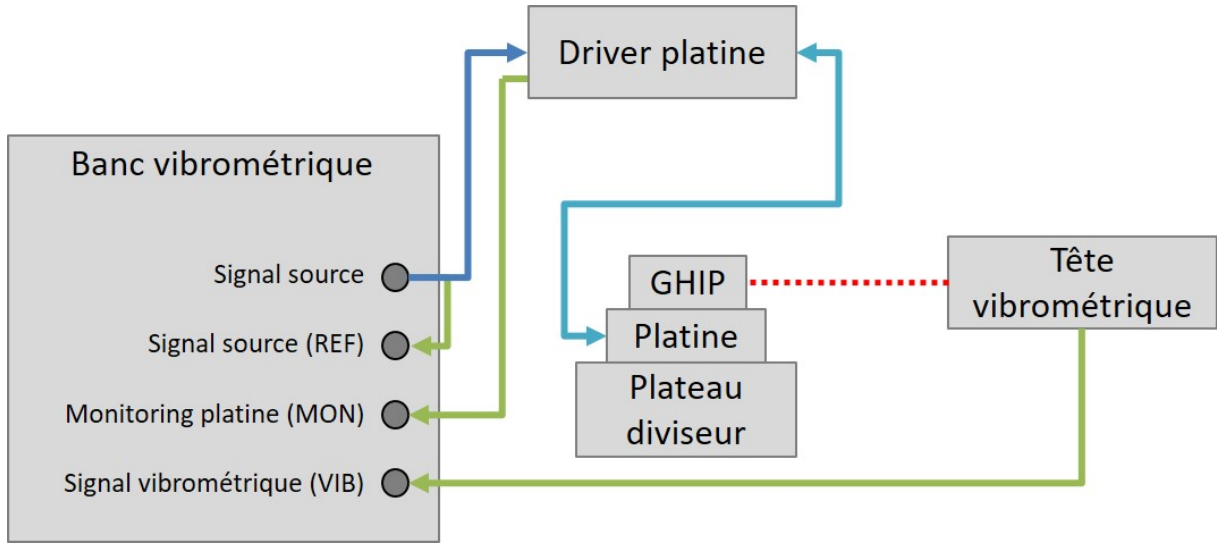 Driver platine
Banc vibrométrique
Signal source
Signal source (REF)
Monitoring platine (MON)
Signal vibrométrique (VIB)
GHIP
Platine
Plateau
diviseur
Tête
vibrométrique